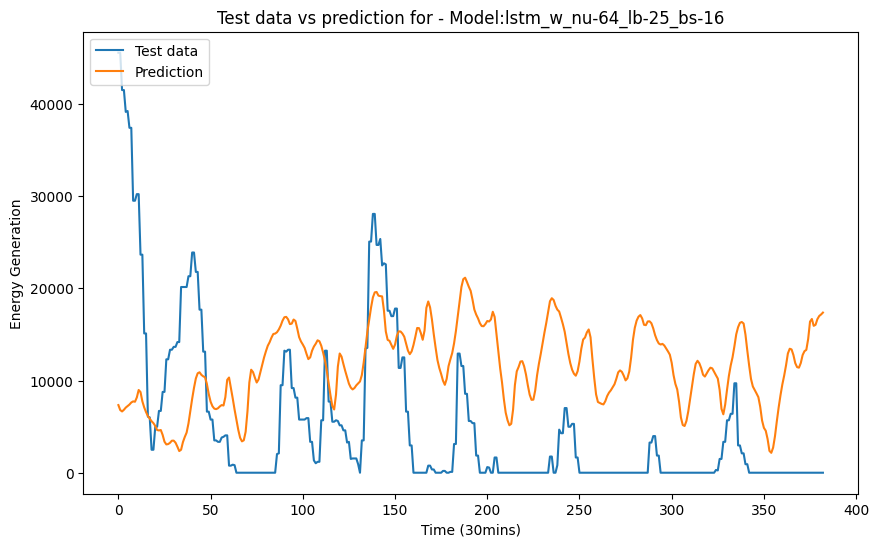 Test data vs prediction for - Model:lstm_w_nu-64_lb-25_bs-16
Test data
Prediction
Energy Generation
40000
30000
20000
10000
0
0 50 100 150 200 250 300 350 400
Time (30mins)